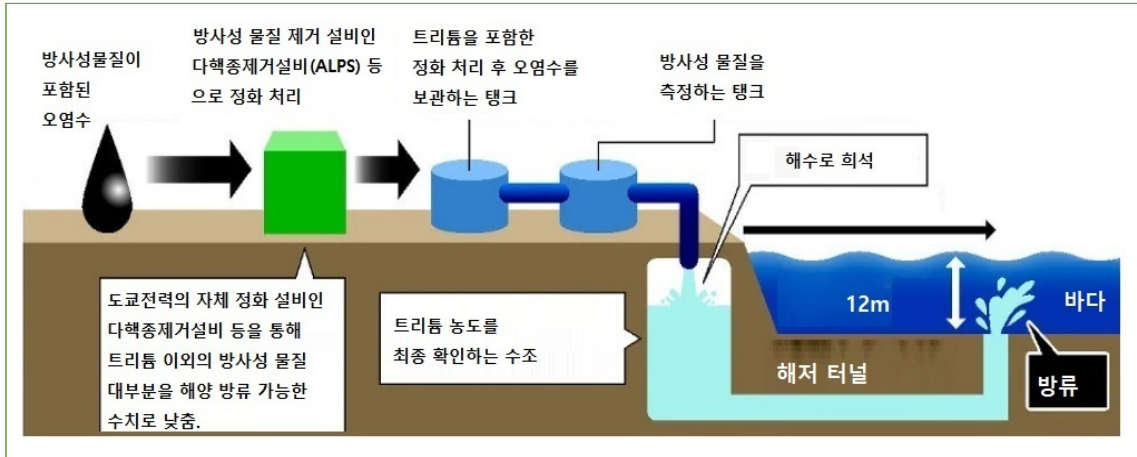 방사성물질이
포함된
오염수
방사성 물질 제거 설비인
다핵종제거설비(ALPS) 등
으로 정화 처리
트리튬을 포함한
정화 처리 후 오염수를
보관하는 탱크
방사성 물질을
측정하는 탱크
해수로 희석
도쿄전력의 자체 정화 설비인
다핵종제거설비 등을 통해
트리튬 이외의 방사성 물질
대부분을 해양 방류 가능한
수치로 낮춤.
트리튬 농도를
최종 확인하는 수조
12m
바다
해저 터널
방류